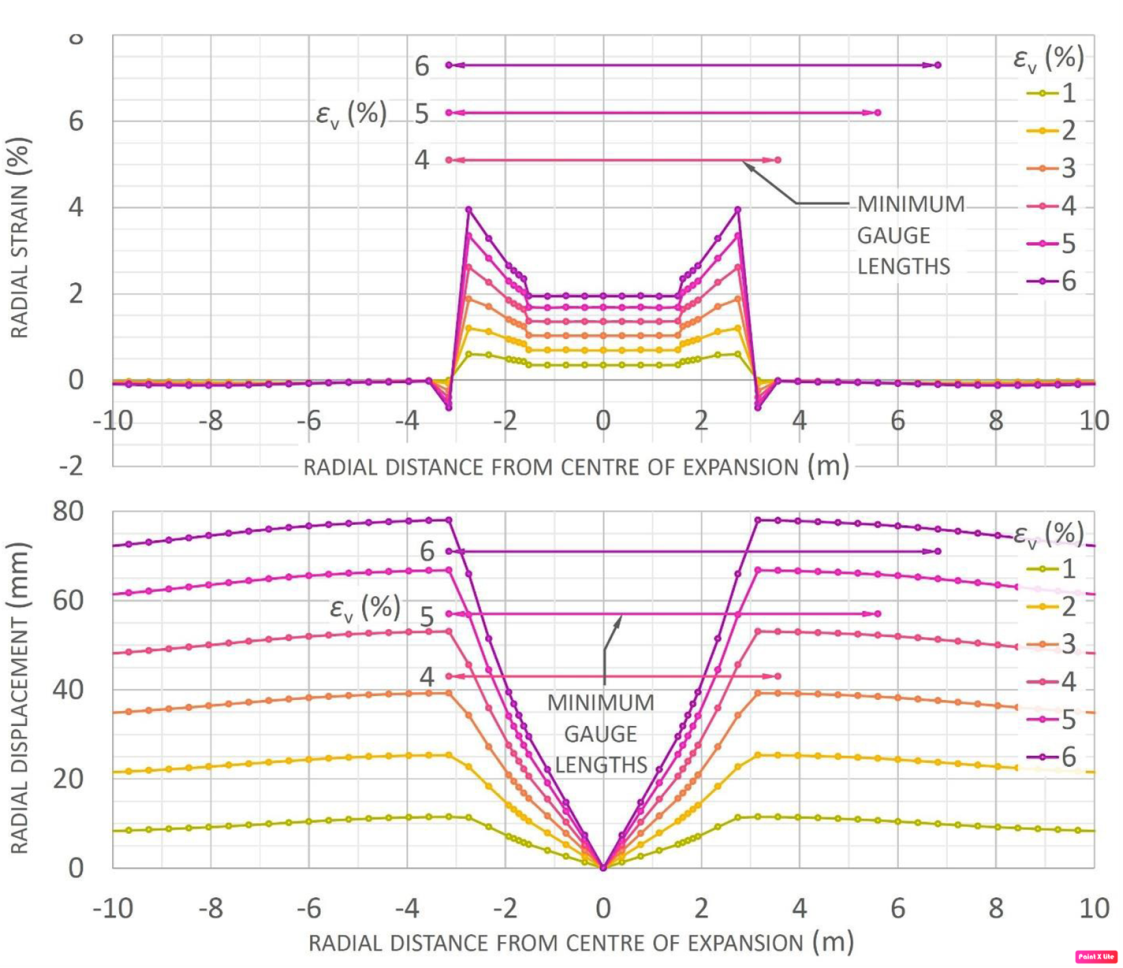 8
6
4
2
0
-2
RADIAL STRAIN (%)
6
εv (%) 5
4
MINIMUM
GAUGE
LENGTHS
εv (%)
1
2
3
4
5
6
-10 -8 -6 -4 -2 0 2 4 6 8 10
RADIAL DISTANCE FROM CENTRE OF EXPANSION (m)
80
60
40
20
0
RADIAL DISPLACEMENT (mm)
6
εv (%) 5
4
MINIMUM
GAUGE
LENGTHS
εv (%)
1
2
3
4
5
6
-10 -8 -6 -4 -2 0 2 4 6 8 10
RADIAL DISTANCE FROM CENTRE OF EXPANSION (m)
Paint X lite